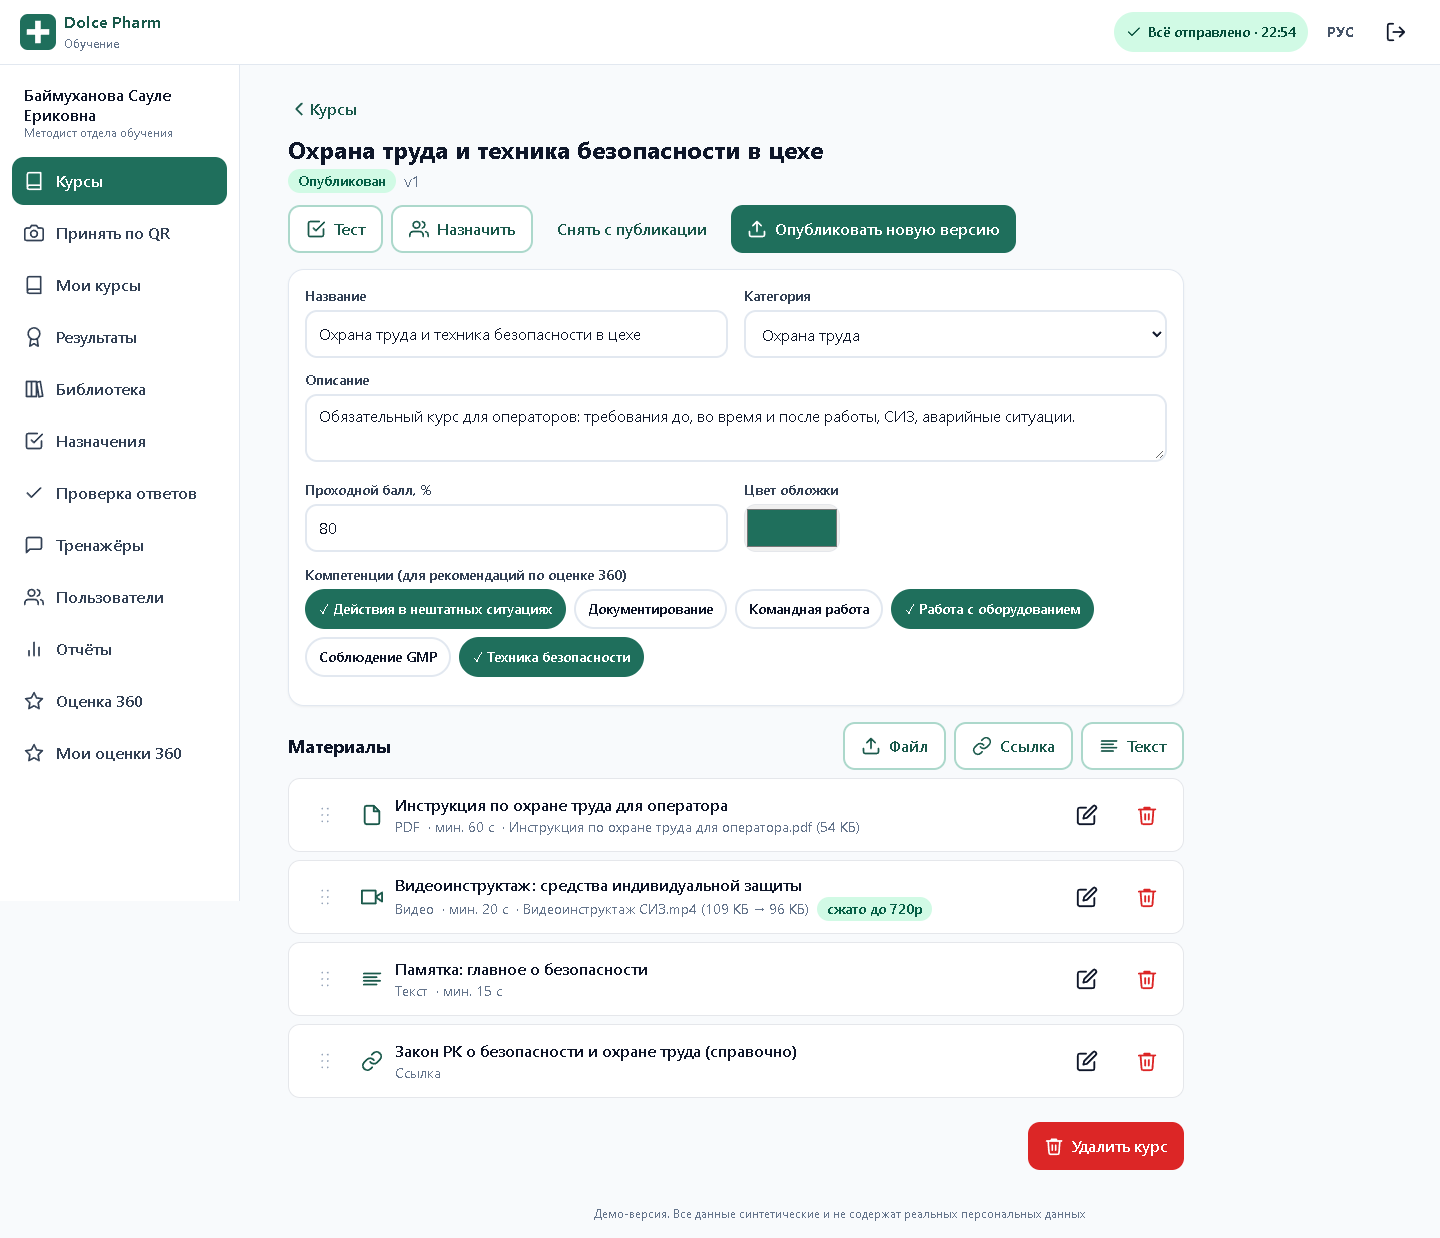 Dolce Pharm
Обучение
Всё отправлено · 22:54
РУС
Баймуханова Сауле
Ериковна
Методист отдела обучения
Курсы
Принять по QR
Мои курсы
Результаты
Библиотека
Назначения
Проверка ответов
Тренажёры
Пользователи
Отчёты
Оценка 360
Мои оценки 360
Курсы
Охрана труда и техника безопасности в цехе
Опубликован v1
Тест
Назначить
Снять с публикации
Опубликовать новую версию
Название
Охрана труда и техника безопасности в цехе
Категория
Охрана труда
Описание
Обязательный курс для операторов: требования до, во время и после работы, СИЗ, аварийные ситуации.
Проходной балл, %
80
Цвет обложки
Компетенции (для рекомендаций по оценке 360)
✓ Действия в нештатных ситуациях
Документирование
Командная работа
✓ Работа с оборудованием
Соблюдение GMP
✓ Техника безопасности
Материалы
Файл
Ссылка
Текст
Инструкция по охране труда для оператора
PDF · мин. 60 с · Инструкция по охране труда для оператора.pdf (54 КБ)
Видеоинструктаж: средства индивидуальной защиты
Видео · мин. 20 с · Видеоинструктаж СИЗ.mp4 (109 КБ → 96 КБ) сжато до 720p
Памятка: главное о безопасности
Текст · мин. 15 с
Закон РК о безопасности и охране труда (справочно)
Ссылка
Удалить курс
Демо-версия. Все данные синтетические и не содержат реальных персональных данных